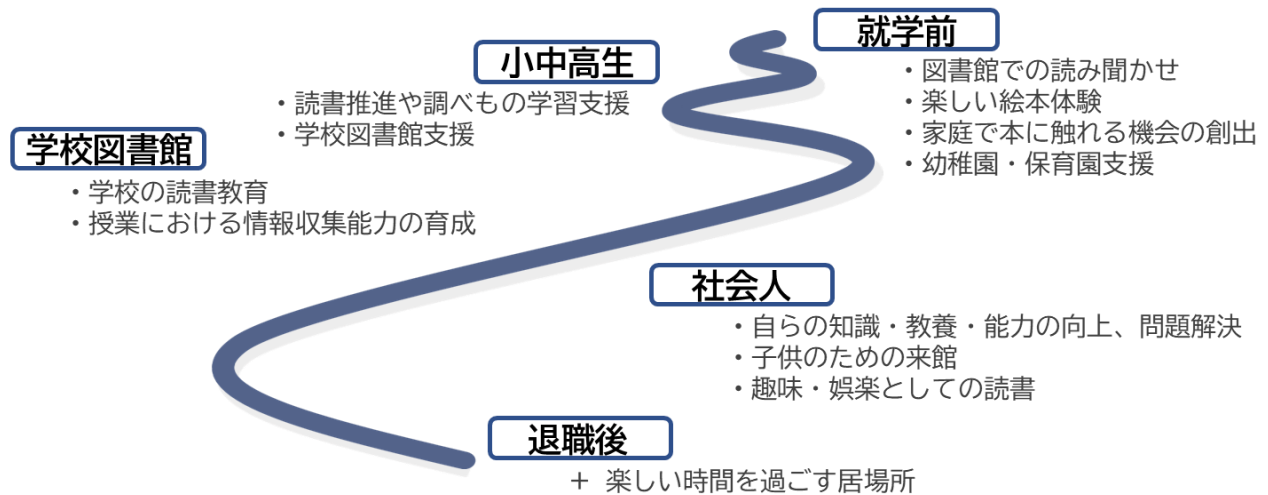 就学前
・図書館での読み聞かせ
・楽しい絵本体験
・家庭で本に触れる機会の創出
・幼稚園・保育園支援
小中高生
・読書推進や調べもの学習支援
・学校図書館支援
学校図書館
・学校の読書教育
・授業における情報収集能力の育成
社会人
・自らの知識・教養・能力の向上、問題解決
・子供のための来館
・趣味・娯楽としての読書
退職後
＋ 楽しい時間を過ごす居場所